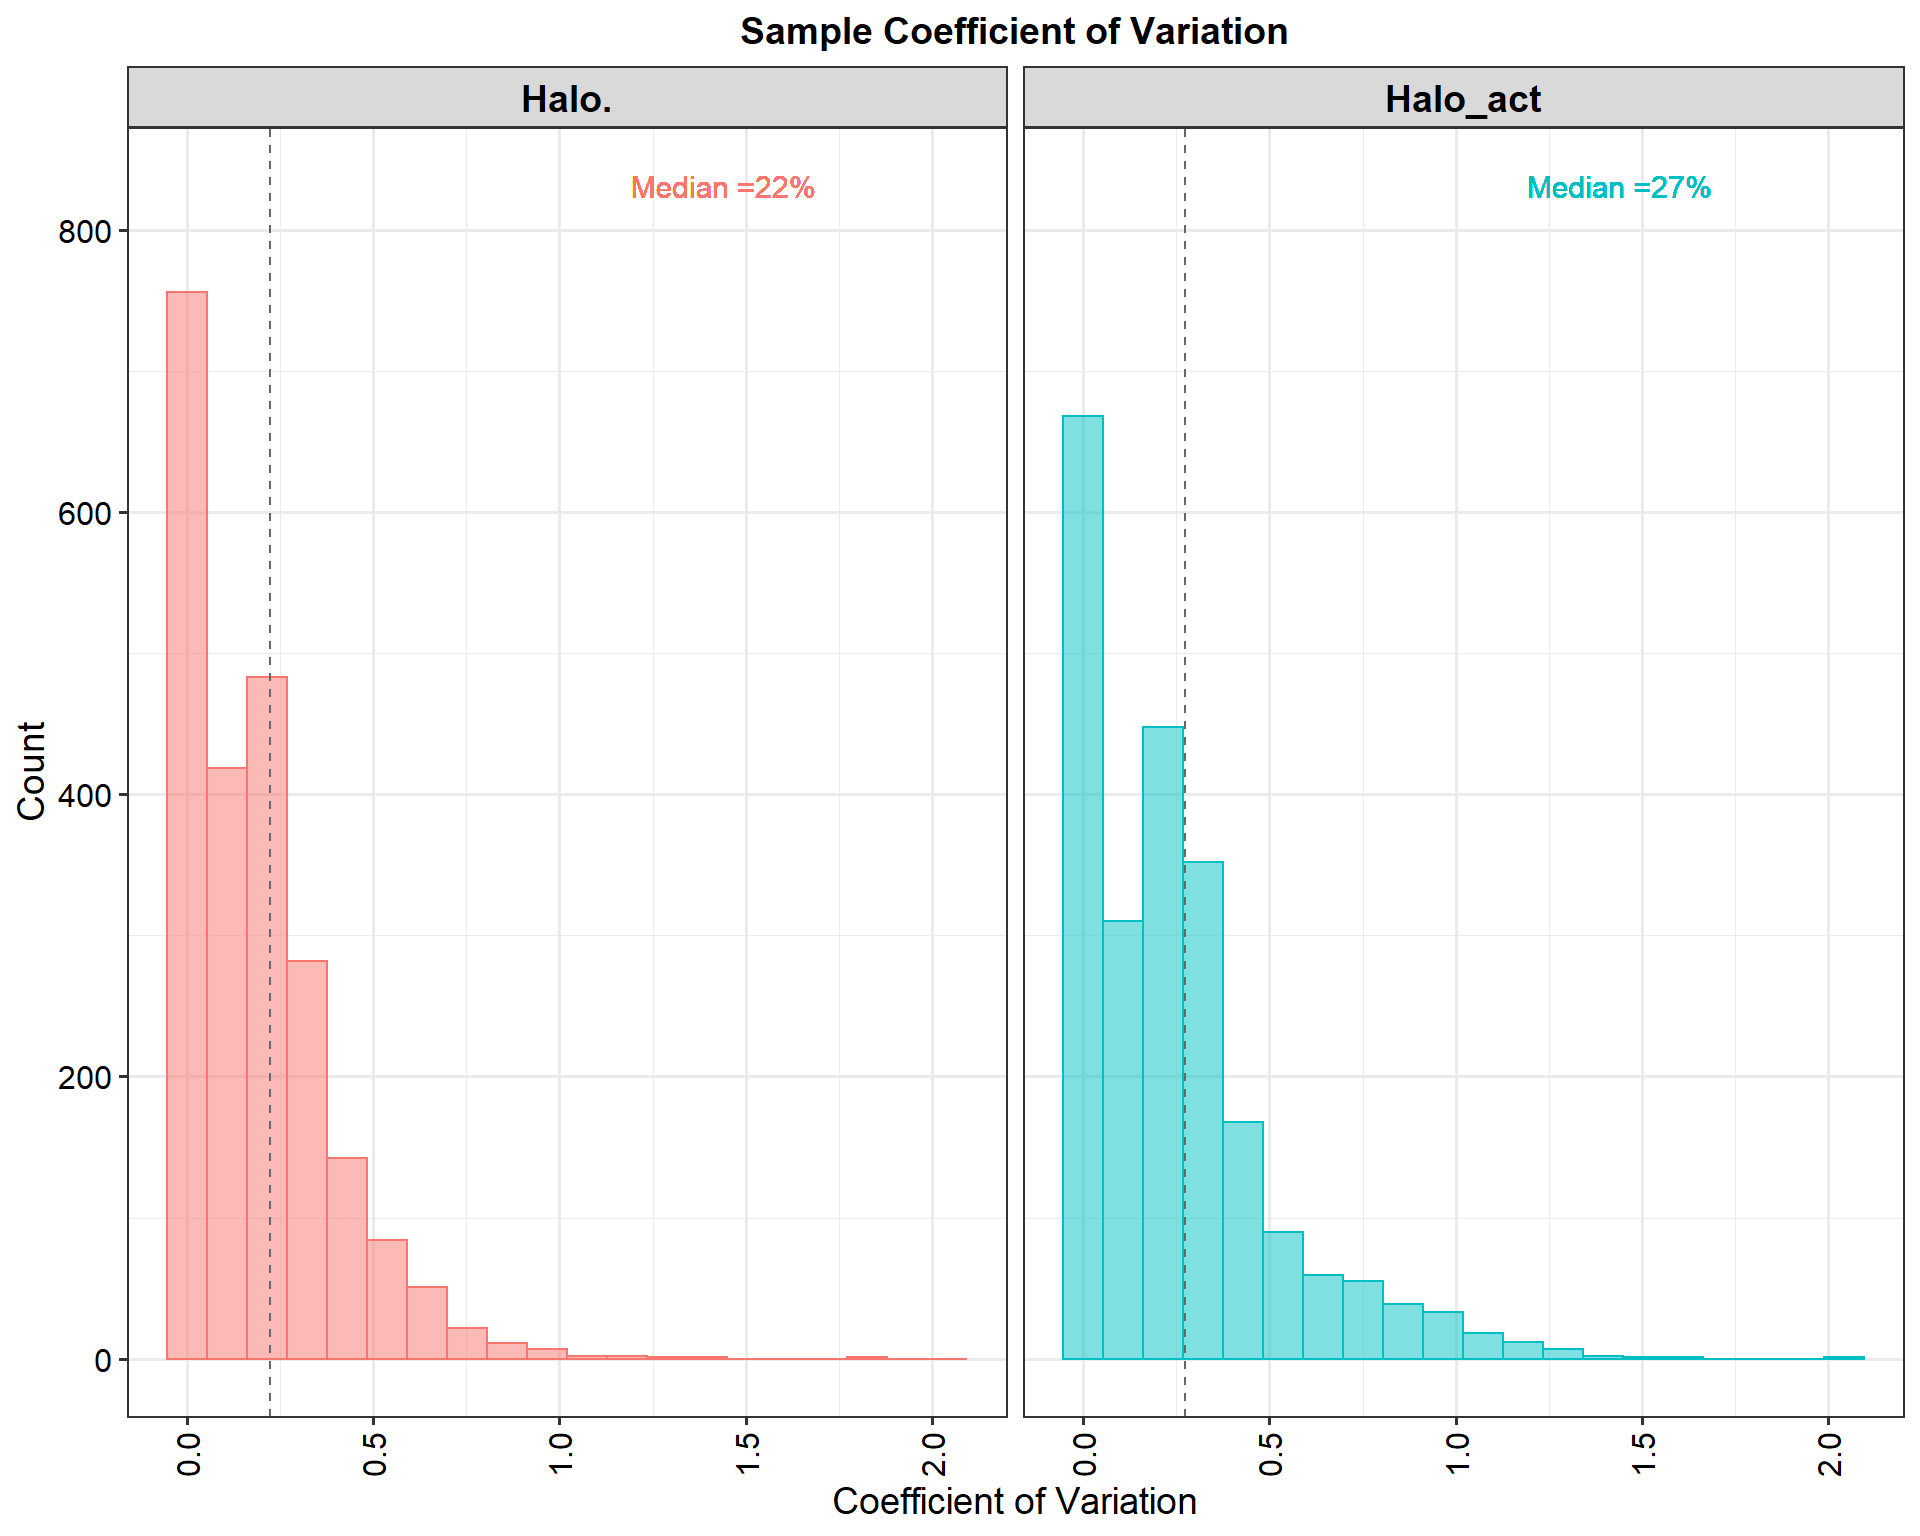 Sample Coefficient of Variation
Halo.
Halo_act
Median =22%
Median =27%
800
600
400
200
0
Count
0.0
0.5
1.0
1.5
2.0
0.0
0.5
1.0
1.5
2.0
Coefficient of Variation